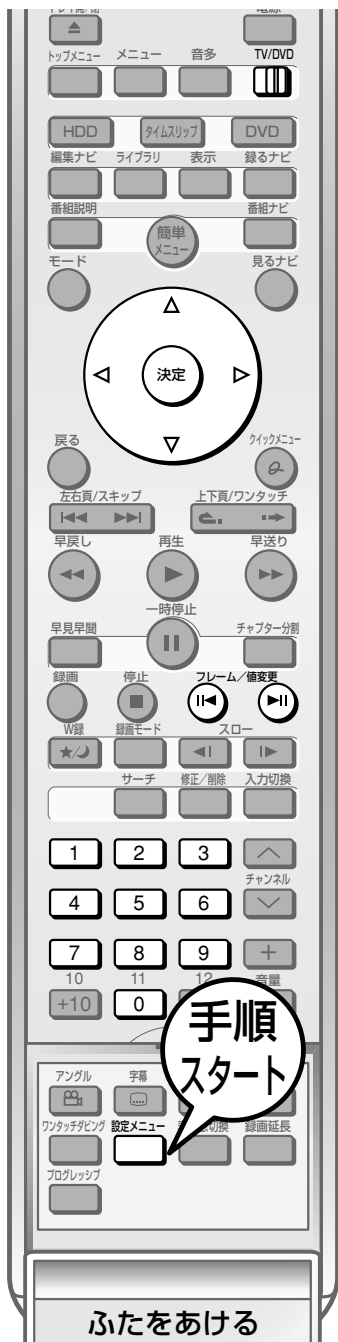 トップメニュー メニュー 音多 TV/DVD
HDD タイムスリップ DVD
編集ナビ ライブラリ 表示 録るナビ
番組説明 番組ナビ
簡単
メニュー
モード 見るナビ
決定
戻る クイックメニュー
左右頁/スキップ 上下頁/ワンタッチ
早戻し 再生 早送り
一時停止
早見早聞 チャプター分割
録画 停止 フレーム/値変更
W録 録画モード スロー
サーチ 修正/削除 入力切換
1 2 3
チャンネル
4 5 6
7 8 9 +
10 11 12 音量
+10 0
手順
スタート
アングル 字幕
ワンタッチダビング 設定メニュー 切換 録画延長
プログレッシブ
ふたをあける